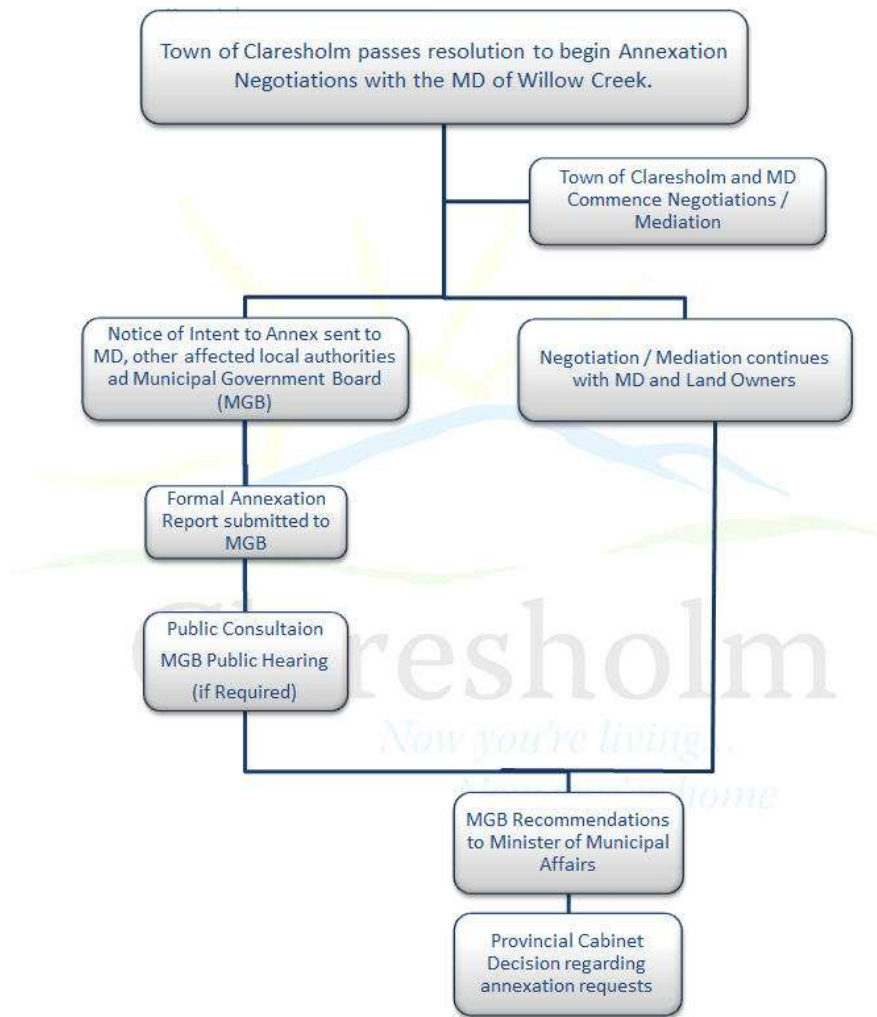 Town of Claresholm passes resolution to begin Annexation
Negotiations with the MD of Willow Creek.
Town of Claresholm and MD
Commence Negotiations /
Mediation
Notice of Intent to Annex sent to
MD, other affected local authorities
ad Municipal Government Board
(MGB)
Negotiation / Mediation continues
with MD and Land Owners
Formal Annexation
Report submitted to
MGB
Public Consultaion
MGB Public Hearing
(if Required)
Claresholm
Now you're living...
Now you're home
MGB Recommendations
to Minister of Municipal
Affairs
Provincial Cabinet
Decision regarding
annexation requests